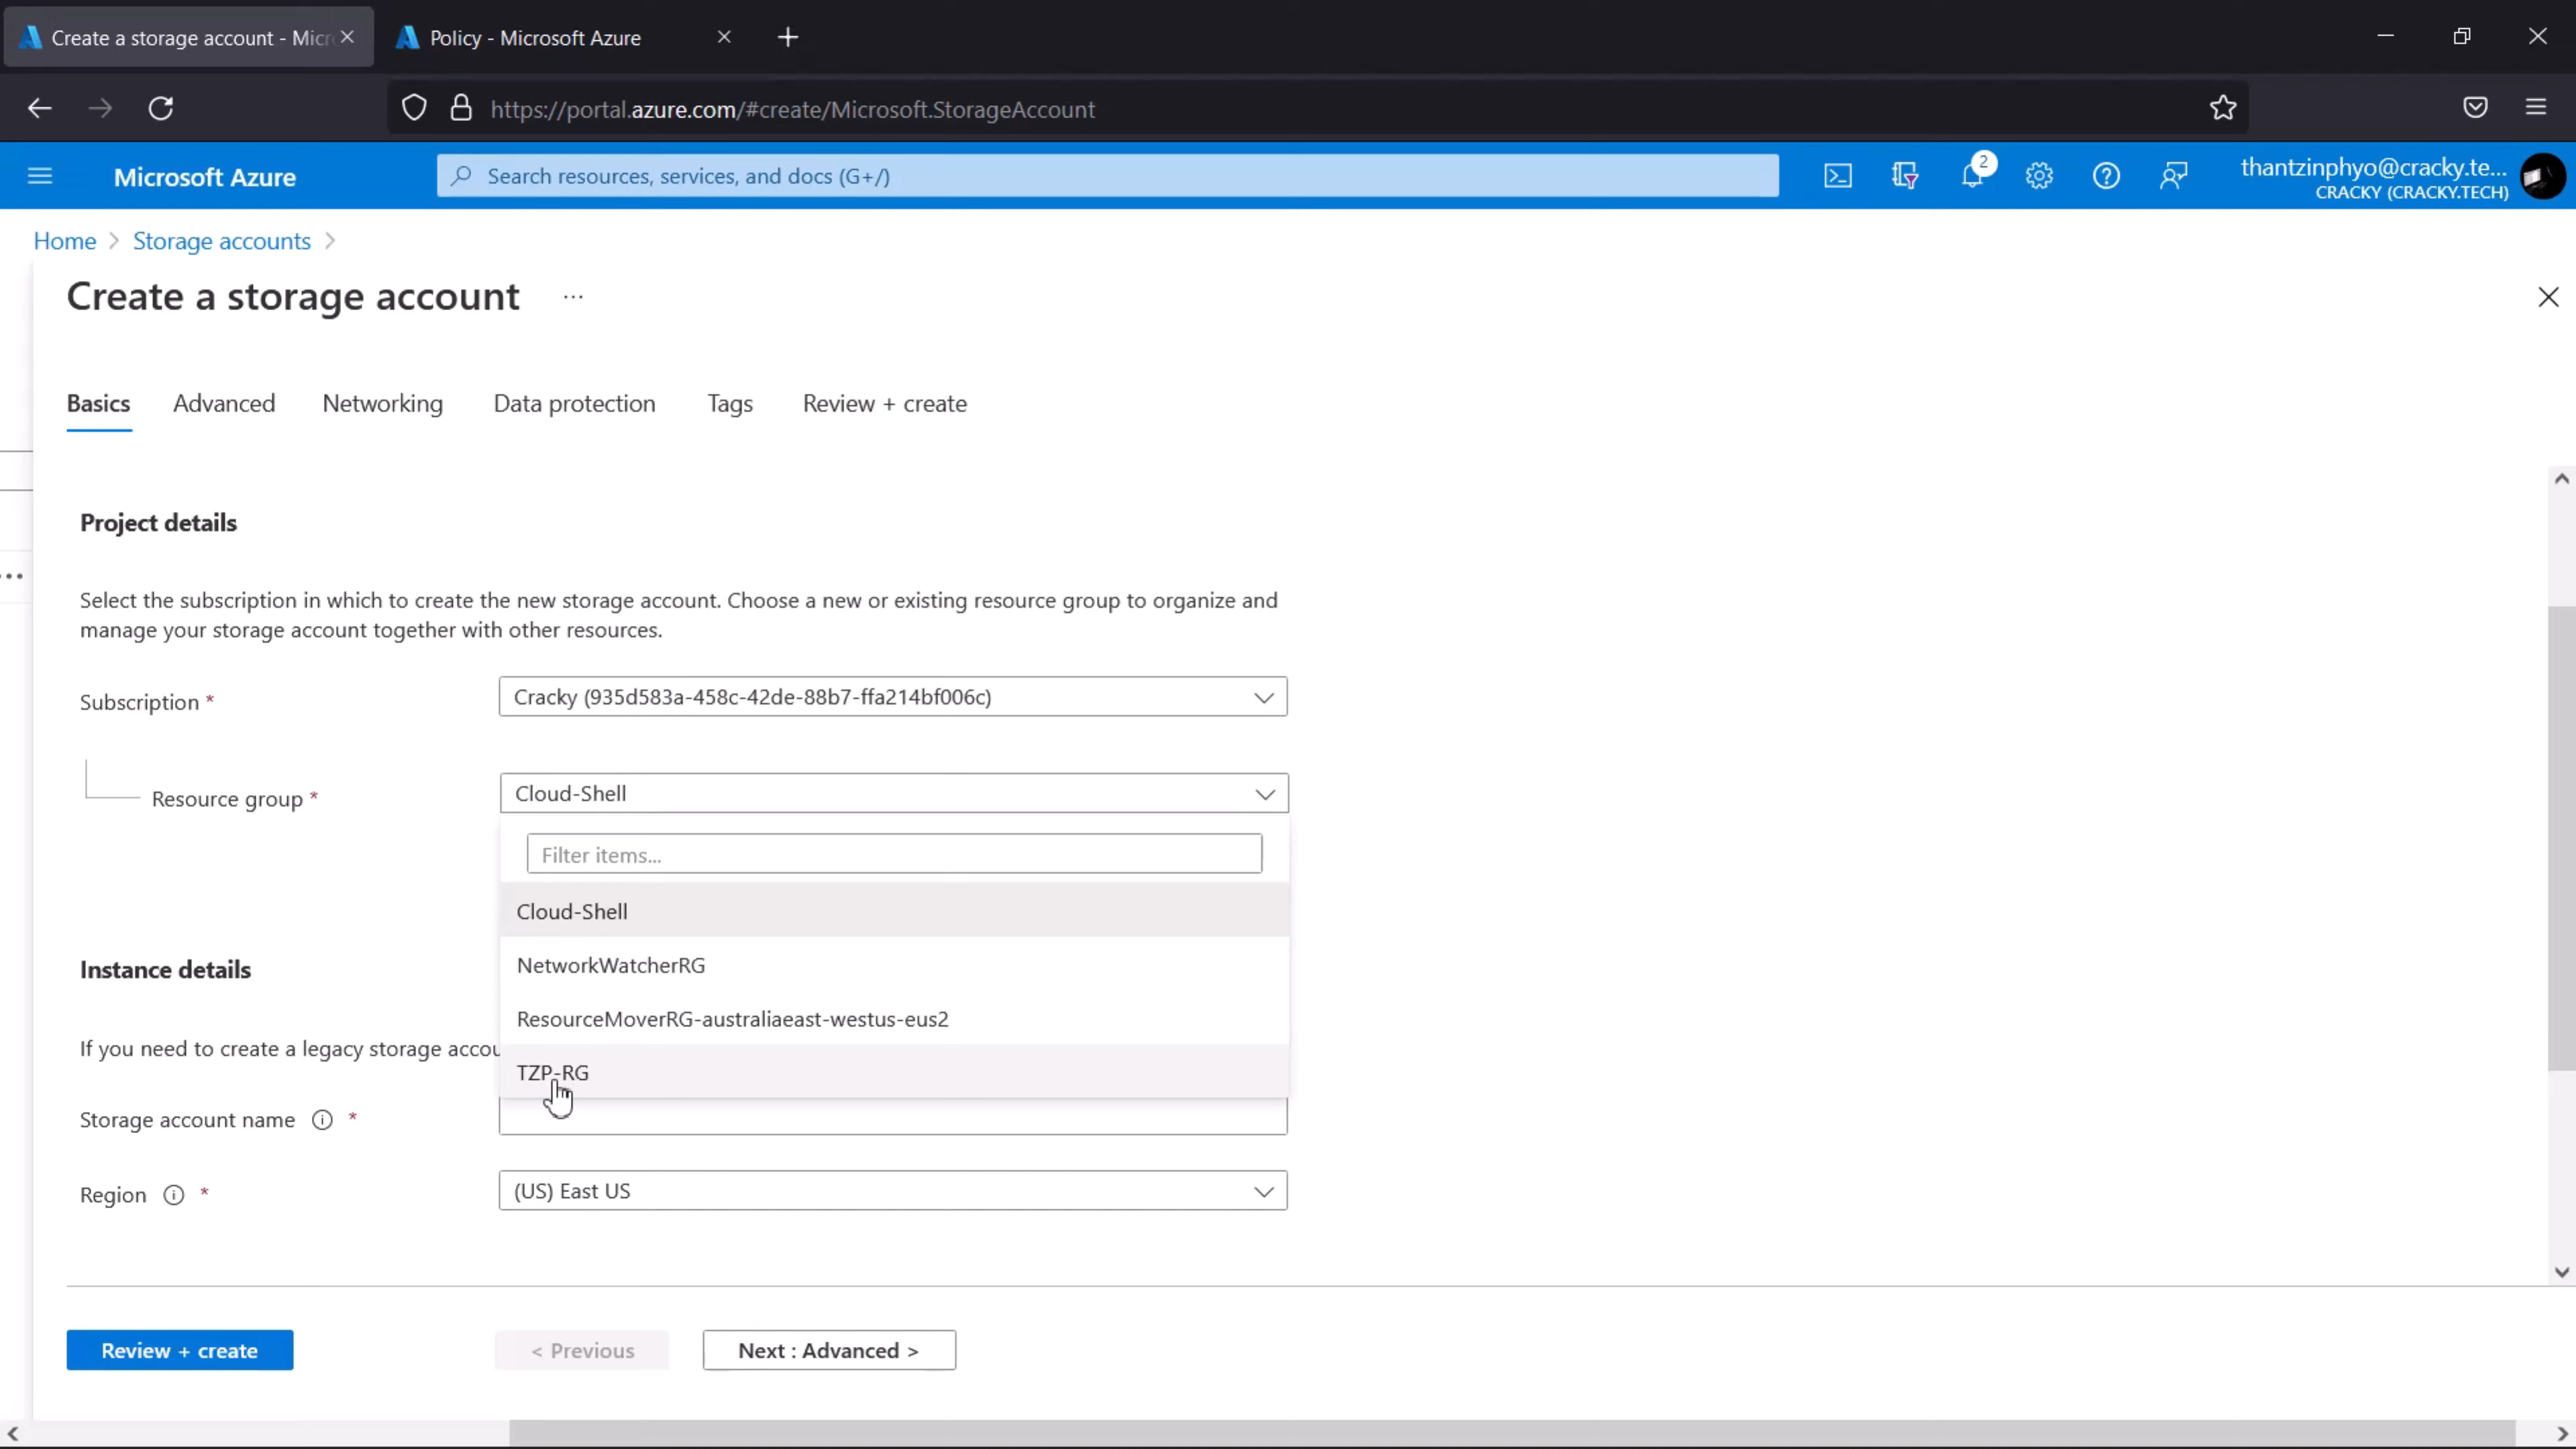 Create a storage account - Micr
Policy - Microsoft Azure
https://portal.azure.com/#create/Microsoft.StorageAccount
Microsoft Azure
Search resources, services, and docs (G+/)
2
thantzinphyo@cracky.te...
CRACKY (CRACKY.TECH)
Home
Storage accounts
Create a storage account
...
Basics
Advanced
Networking
Data protection
Tags
Review + create
Project details
Select the subscription in which to create the new storage account. Choose a new or existing resource group to organize and
manage your storage account together with other resources.
Subscription *
Cracky (935d583a-458c-42de-88b7-ffa214bf006c)
Resource group *
Cloud-Shell
Filter items...
Cloud-Shell
NetworkWatcherRG
ResourceMoverRG-australiaeast-westus-eus2
TZP-RG
Instance details
If you need to create a legacy storage accou
Storage account name *
Region *
(US) East US
Review + create
< Previous
Next : Advanced >